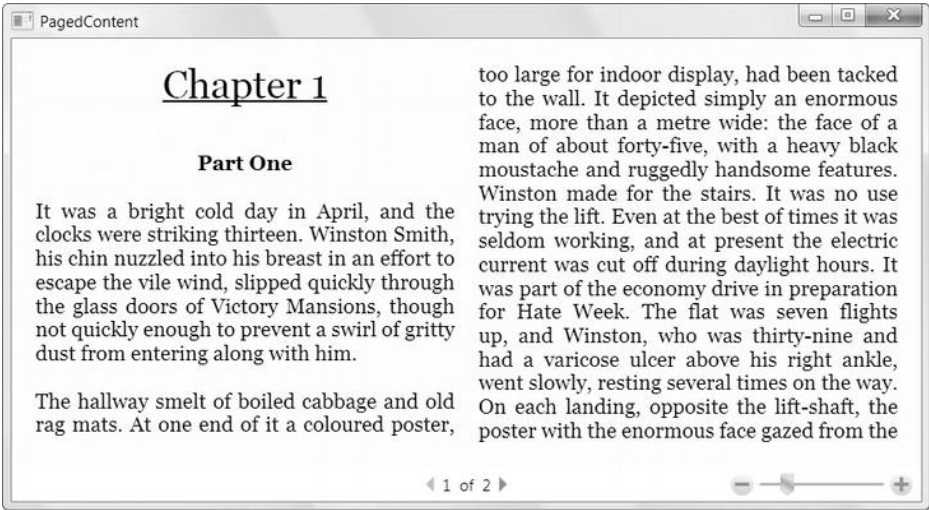 PagedContent
Chapter 1
Part One
It was a bright cold day in April, and the
clocks were striking thirteen. Winston Smith,
his chin nuzzled into his breast in an effort to
escape the vile wind, slipped quickly through
the glass doors of Victory Mansions, though
not quickly enough to prevent a swirl of gritty
dust from entering along with him.
The hallway smelt of boiled cabbage and old
rag mats. At one end of it a coloured poster,
too large for indoor display, had been tacked
to the wall. It depicted simply an enormous
face, more than a metre wide: the face of a
man of about forty-five, with a heavy black
moustache and ruggedly handsome features.
Winston made for the stairs. It was no use
trying the lift. Even at the best of times it was
seldom working, and at present the electric
current was cut off during daylight hours. It
was part of the economy drive in preparation
for Hate Week. The flat was seven flights
up, and Winston, who was thirty-nine and
had a varicose ulcer above his right ankle,
went slowly, resting several times on the way.
On each landing, opposite the lift-shaft, the
poster with the enormous face gazed from the
1 of 2